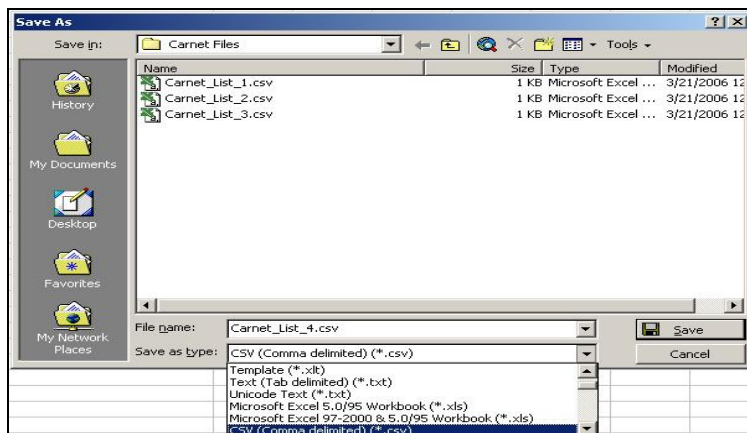 Save As
Save in: Carnet Files Tools
Name Size Type Modified
Carnet_List_1.csv 1 KB Microsoft Excel ... 3/21/2006 12
Carnet_List_2.csv 1 KB Microsoft Excel ... 3/21/2006 12
Carnet_List_3.csv 1 KB Microsoft Excel ... 3/21/2006 12
History
My Documents
Desktop
Favorites
My Network
Places
File name: Carnet_List_4.csv Save
Save as type: CSV (Comma delimited) (*.csv) Cancel
Template (*.xlt)
Text (Tab delimited) (*.txt)
Unicode Text (*.txt)
Microsoft Excel 5.0/95 Workbook (*.xls)
Microsoft Excel 97-2000 & 5.0/95 Workbook (*.xls)
CSV (Comma delimited) (*.csv)